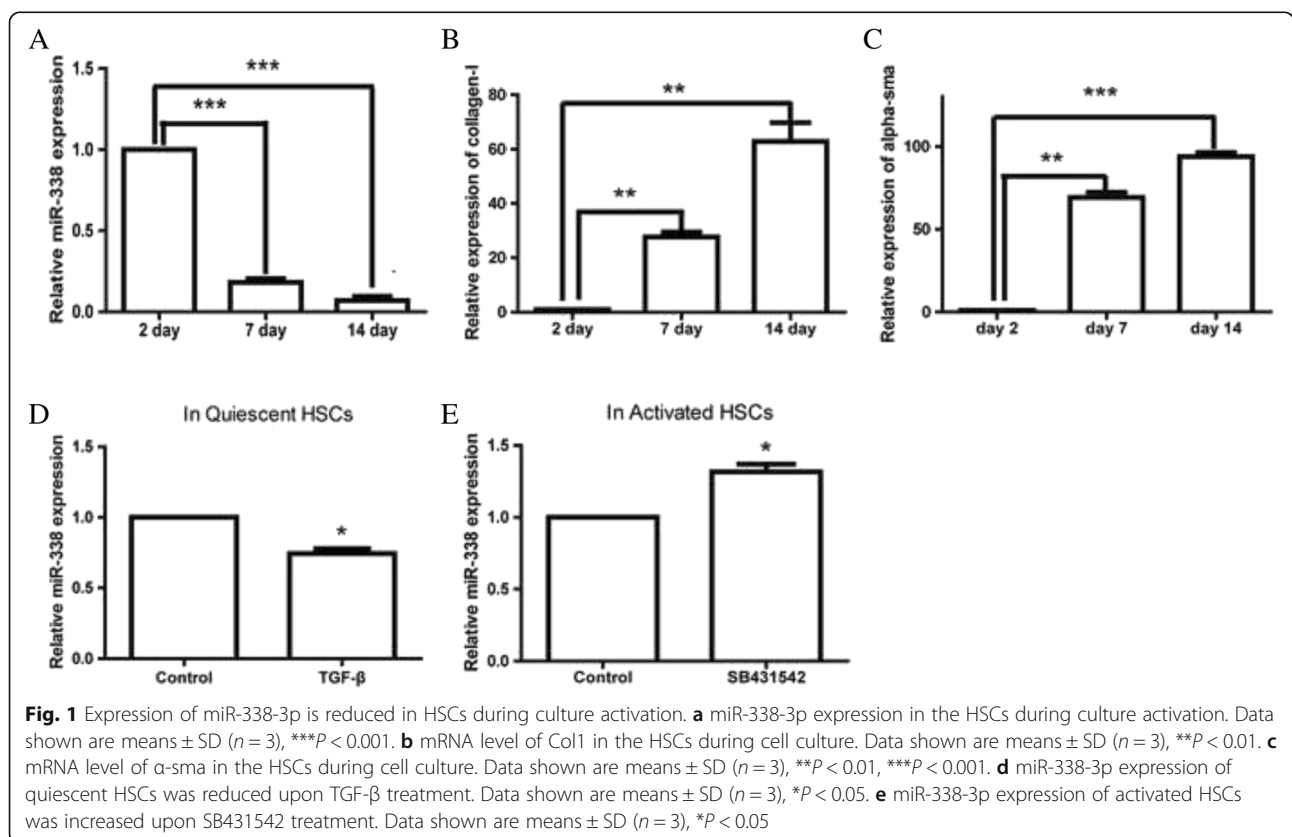 A
Relative miR-338 expression
1.5
1.0
0.5
0.0
***
***
2 day
7 day
14 day
B
Relative expression of collagen-I
80
60
40
20
0
**
**
2 day
7 day
14 day
C
Relative expression of alpha-sma
100
50
0
***
**
day 2
day 7
day 14
D
In Quiescent HSCs
Relative miR-338 expression
1.5
1.0
0.5
0.0
*
Control
TGF-β
E
In Activated HSCs
Relative miR-338 expression
1.5
1.0
0.5
0.0
*
Control
SB431542
Fig. 1 Expression of miR-338-3p is reduced in HSCs during culture activation. a miR-338-3p expression in the HSCs during culture activation. Data
shown are means ± SD (n = 3), ***P < 0.001. b mRNA level of Col1 in the HSCs during cell culture. Data shown are means ± SD (n = 3), **P < 0.01. c
mRNA level of α-sma in the HSCs during cell culture. Data shown are means ± SD (n = 3), **P < 0.01, ***P < 0.001. d miR-338-3p expression of
quiescent HSCs was reduced upon TGF-β treatment. Data shown are means ± SD (n = 3), *P < 0.05. e miR-338-3p expression of activated HSCs
was increased upon SB431542 treatment. Data shown are means ± SD (n = 3), *P < 0.05